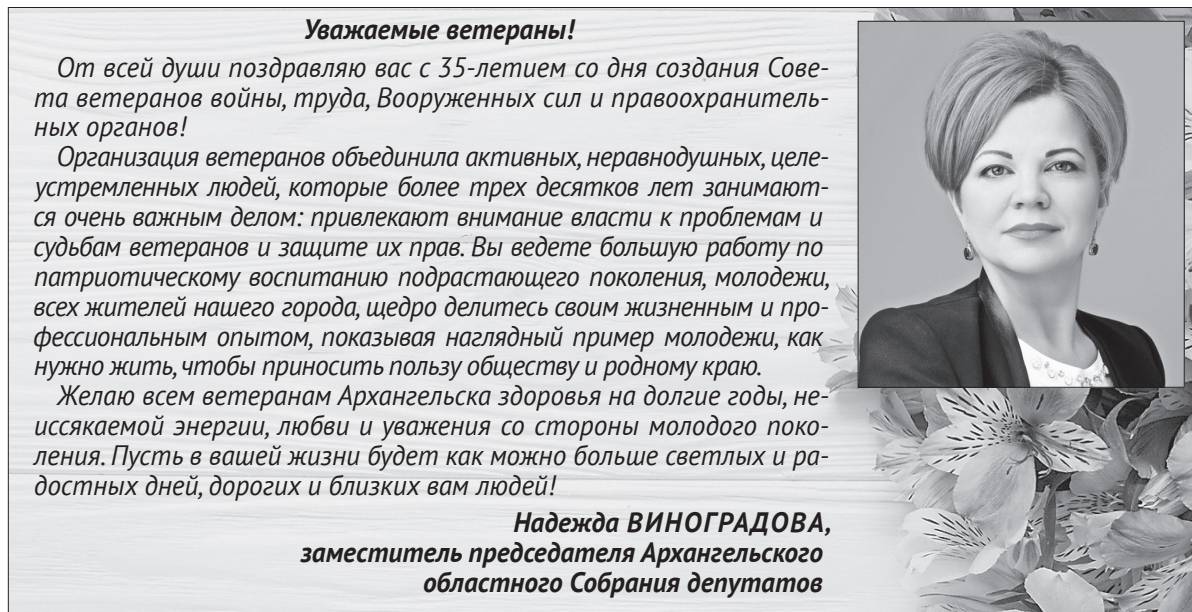 Уважаемые ветераны!
От всей души поздравляю вас с 35-летием со дня создания Сове-
та ветеранов войны, труда, Вооруженных сил и правоохранитель-
ных органов!
Организация ветеранов объединила активных, неравнодушных, целе-
устремленных людей, которые более трех десятков лет занимают-
ся очень важным делом: привлекают внимание власти к проблемам и
судьбам ветеранов и защите их прав. Вы ведете большую работу по
патриотическому воспитанию подрастающего поколения, молодежи,
всех жителей нашего города, щедро делитесь своим жизненным и про-
фессиональным опытом, показывая наглядный пример молодежи, как
нужно жить, чтобы приносить пользу обществу и родному краю.
Желаю всем ветеранам Архангельска здоровья на долгие годы, не-
иссякаемой энергии, любви и уважения со стороны молодого поко-
ления. Пусть в вашей жизни будет как можно больше светлых и ра-
достных дней, дорогих и близких вам людей!
Надежда ВИНОГРАДОВА,
заместитель председателя Архангельского
областного Собрания депутатов